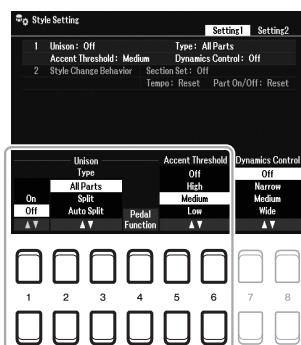 Style Setting
Setting1 Setting2
1 Unison: Off Type: All Parts
Accent Threshold: Medium Dynamics Control: Off
2 Style Change Behavior Section Set: Off
Tempo: Reset Part On/Off: Reset
Unison Accent Threshold Dynamics Control
Type Off Off
All Parts High Narrow
On Split Medium Medium
Off Auto Split Pedal Low Wide
▲▼ ▲▼ Function ▲▼ ▲▼
1 2 3 4 5 6 7 8